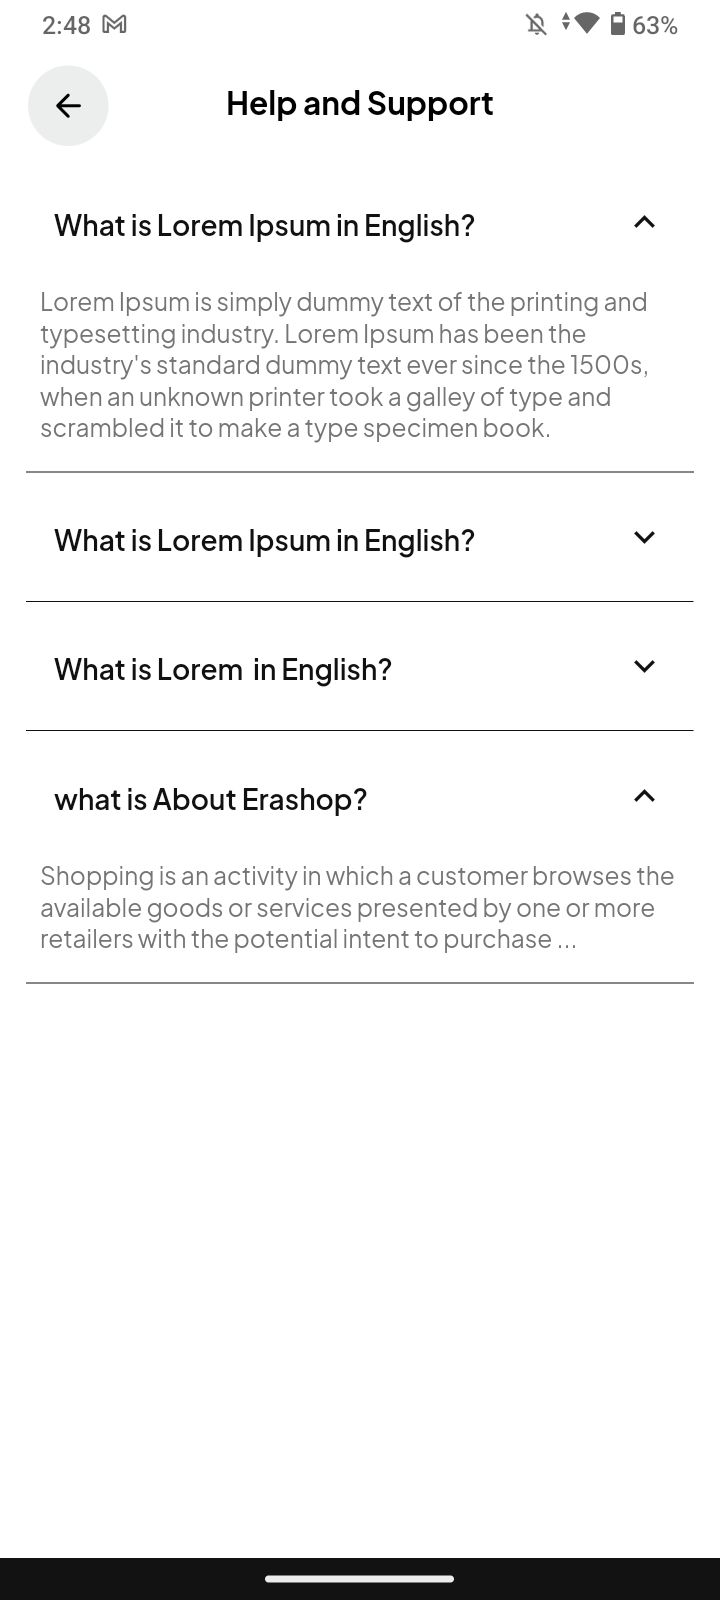 2:48 63%
Help and Support
What is Lorem Ipsum in English?
Lorem Ipsum is simply dummy text of the printing and
typesetting industry. Lorem Ipsum has been the
industry's standard dummy text ever since the 1500s,
when an unknown printer took a galley of type and
scrambled it to make a type specimen book.
What is Lorem Ipsum in English?
What is Lorem  in English?
what is About Erashop?
Shopping is an activity in which a customer browses the
available goods or services presented by one or more
retailers with the potential intent to purchase ...